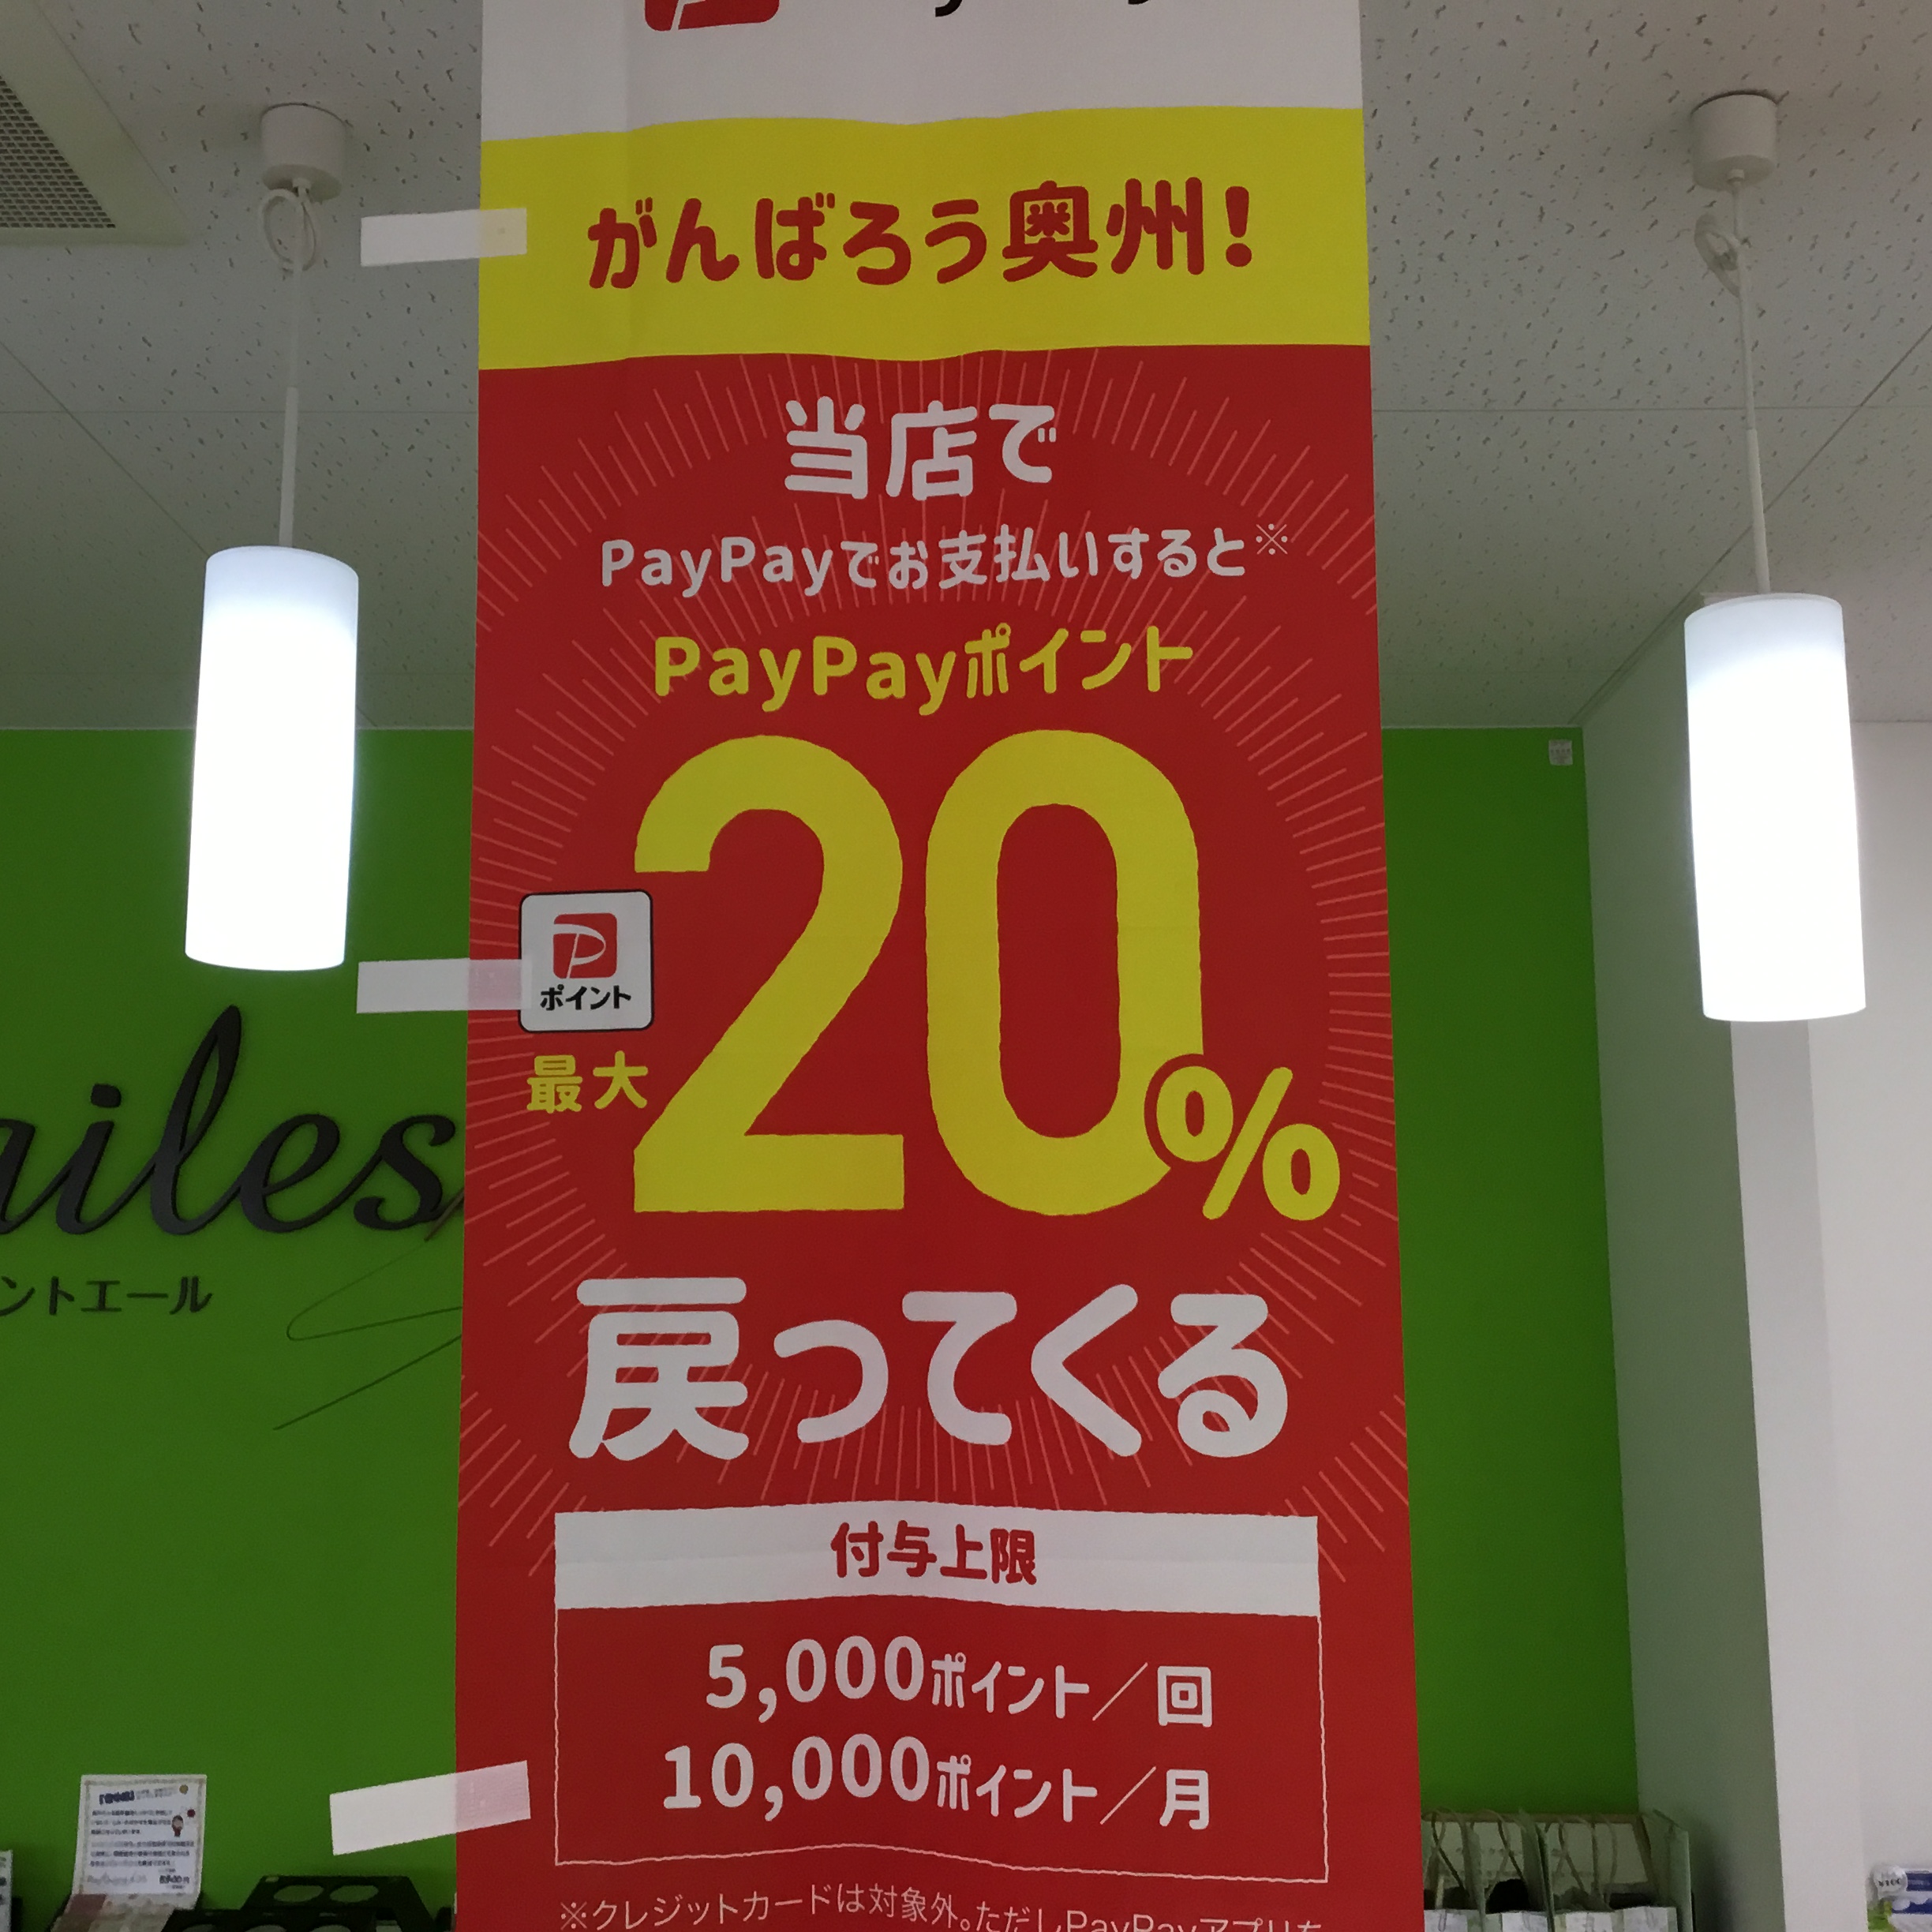 がんばろう奥州!
当店で
PayPayでお支払いすると※
PayPayポイント
ポイント
最大
20%
戻ってくる
付与上限
5,000ポイント／回
10,000ポイント／月
※クレジットカードは対象外。ただしPayPayアプリを
ailes
ントエール